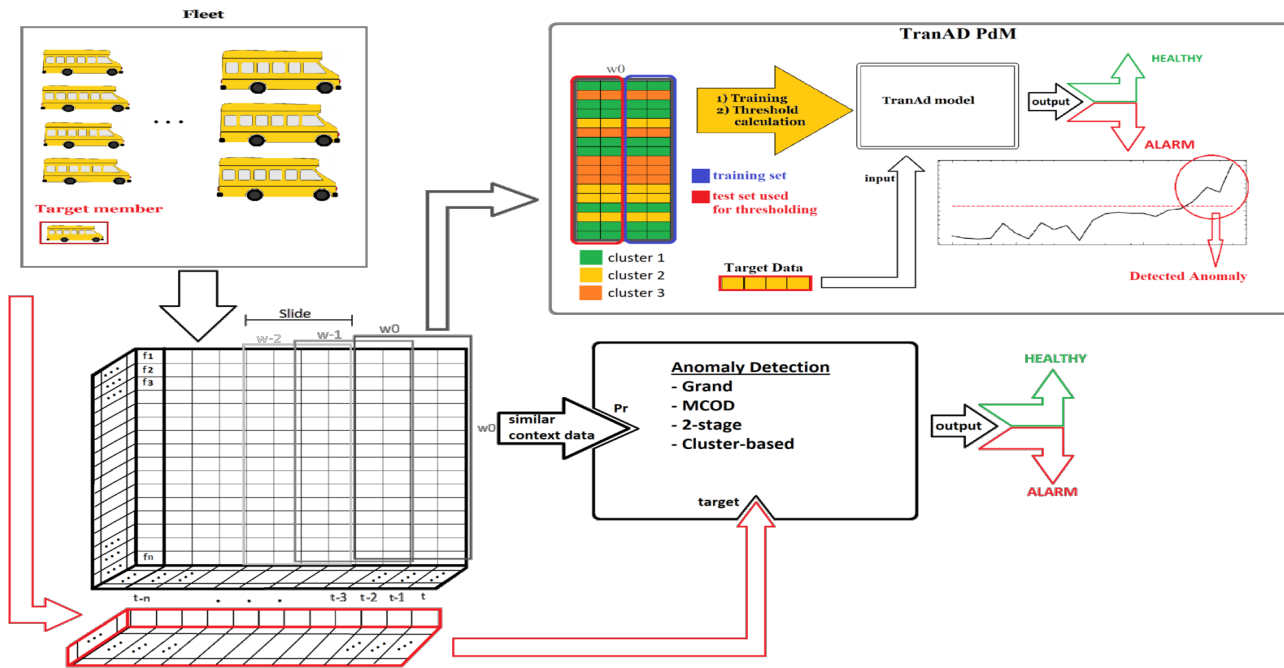 Fleet
...
Target member
TranAD PdM
w0
1) Training
2) Threshold
calculation
TranAd model
output
HEALTHY
ALARM
training set
test set used
for thresholding
input
cluster 1
cluster 2
cluster 3
Target Data
Detected Anomaly
Slide
w-2
w-1
w0
f1
f2
f3
...
fn
w0
t-n
. . .
t-3
t-2
t-1
t
similar
context data
Pr
Anomaly Detection
- Grand
- MCOD
- 2-stage
- Cluster-based
target
output
HEALTHY
ALARM